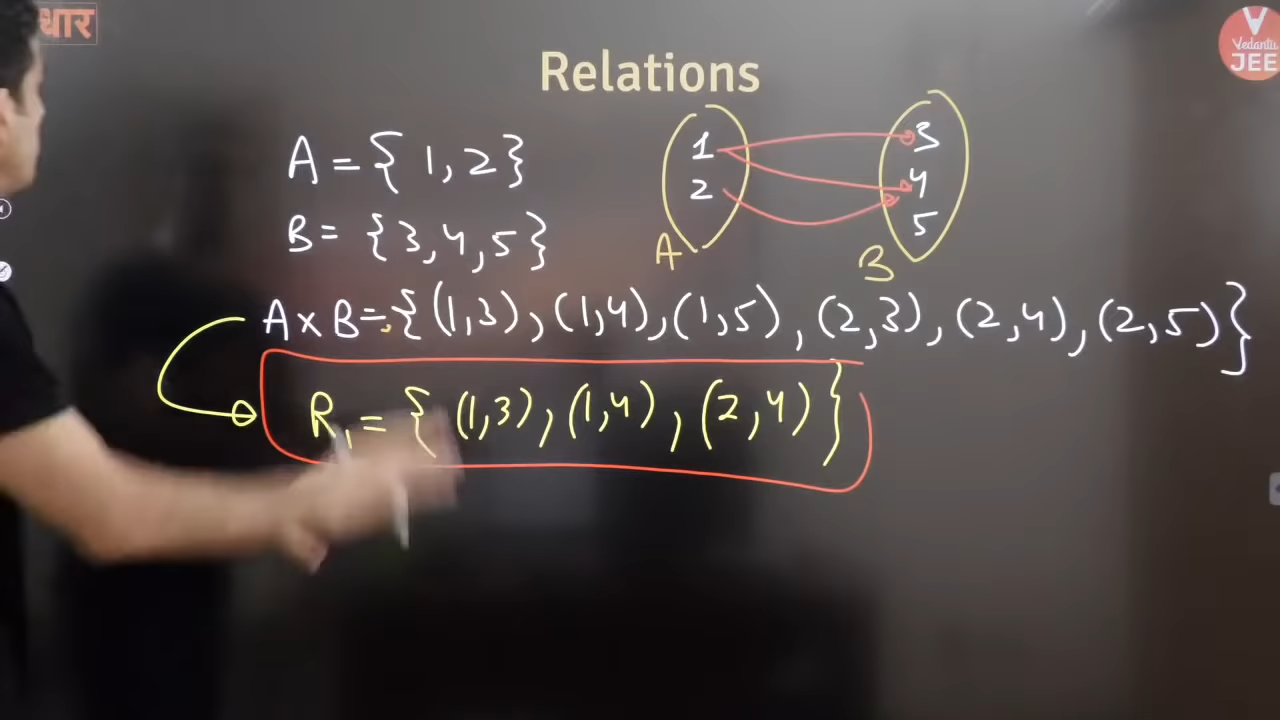 धार
Vedantu
JEE
Relations
A = {1,2}
B = {3,4,5}
1
2
A
3
4
5
B
A×B = {(1,3), (1,4), (1,5), (2,3), (2,4), (2,5)}
R₁ = {(1,3), (1,4), (2,4)}